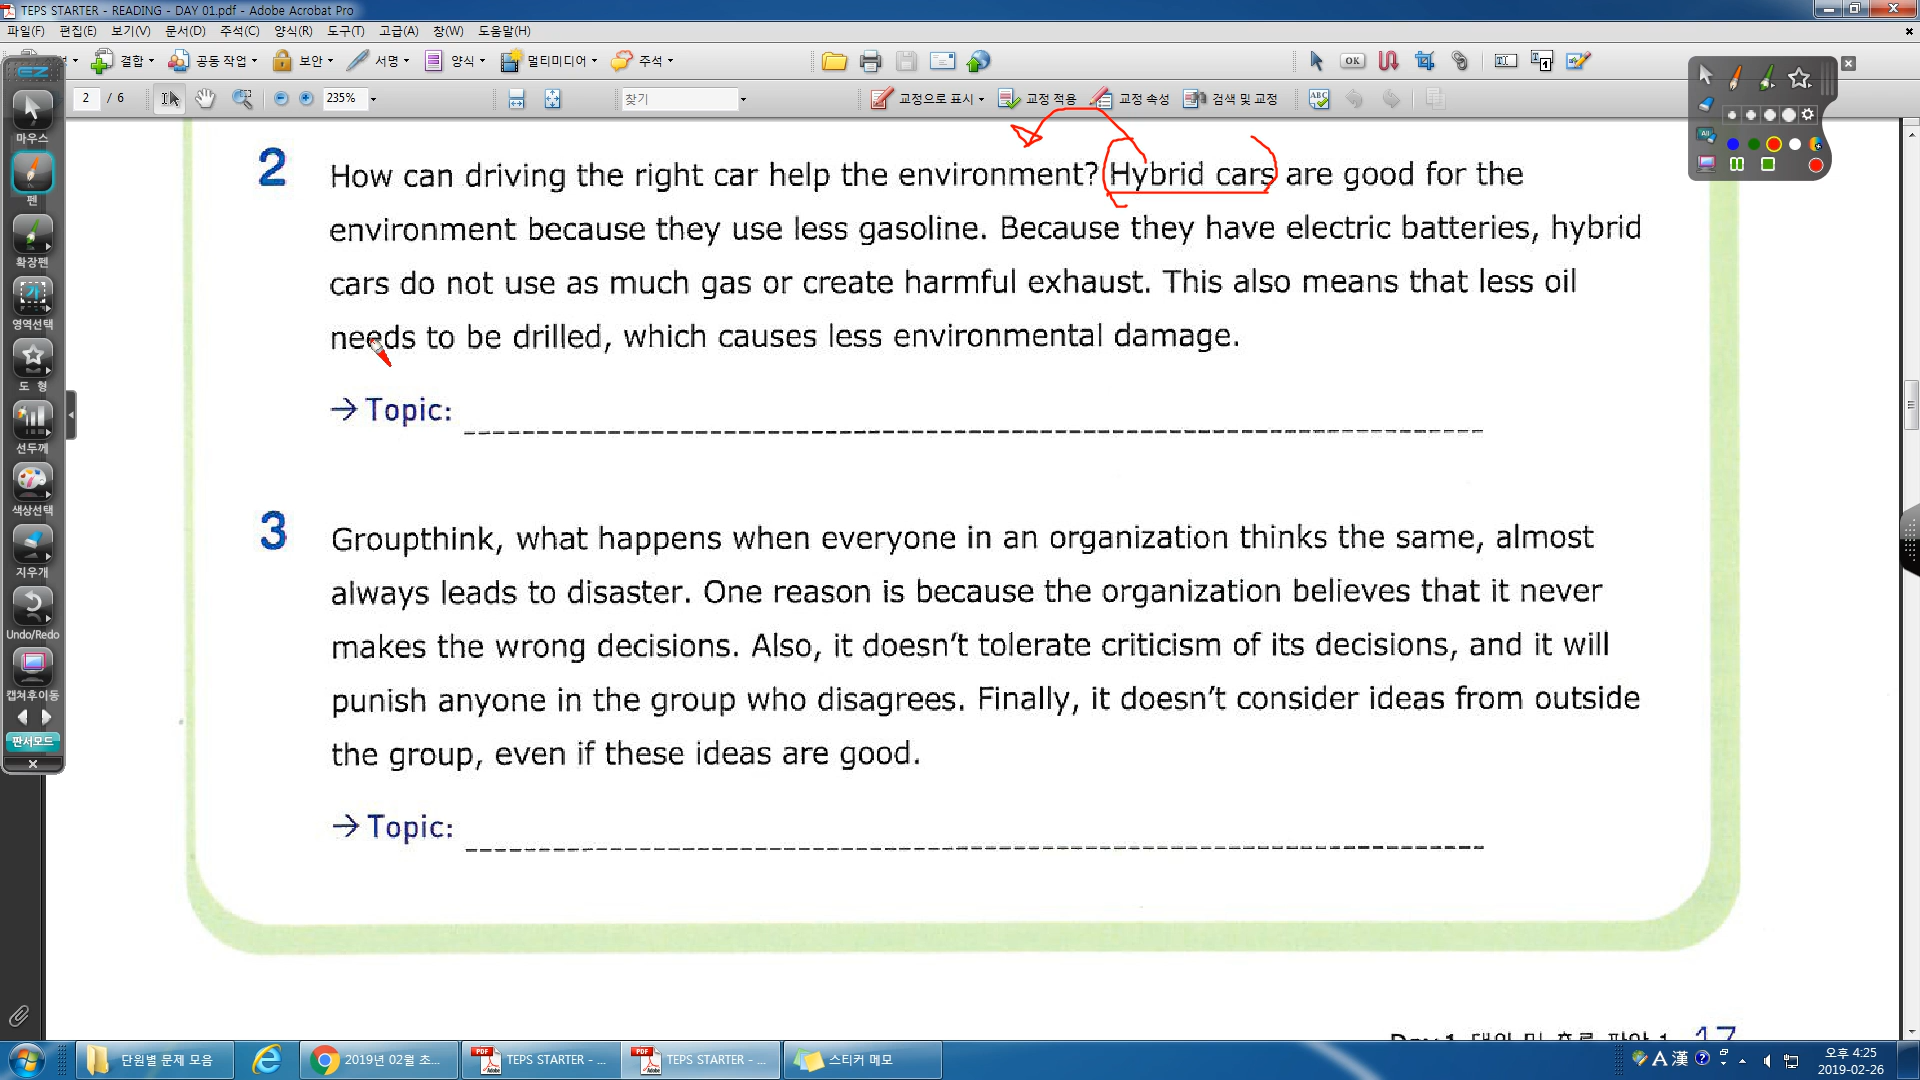 TEPS STARTER - READING - DAY 01.pdf - Adobe Acrobat Pro
파일(F) 편집(E) 보기(V) 문서(D) 주석(C) 양식(R) 도구(T) 고급(A) 창(W) 도움말(H)
결합 공동 작업 보안 서명 양식 멀티미디어 주석 OK
2 / 6 235% 찾기 교정으로 표시 교정 적용 교정 속성 검색 및 교정
마우스
펜
확장펜
영역선택
도 형
선두께
색상선택
지우개
Undo/Redo
캡쳐후이동
판서모드
2 How can driving the right car help the environment? Hybrid cars are good for the
environment because they use less gasoline. Because they have electric batteries, hybrid
cars do not use as much gas or create harmful exhaust. This also means that less oil
needs to be drilled, which causes less environmental damage.
→ Topic:
3 Groupthink, what happens when everyone in an organization thinks the same, almost
always leads to disaster. One reason is because the organization believes that it never
makes the wrong decisions. Also, it doesn't tolerate criticism of its decisions, and it will
punish anyone in the group who disagrees. Finally, it doesn't consider ideas from outside
the group, even if these ideas are good.
→ Topic:
17
단원별 문제 모음 2019년 02월 초... TEPS STARTER - ... TEPS STARTER - ... 스티커 메모 A 漢 오후 4:25
2019-02-26